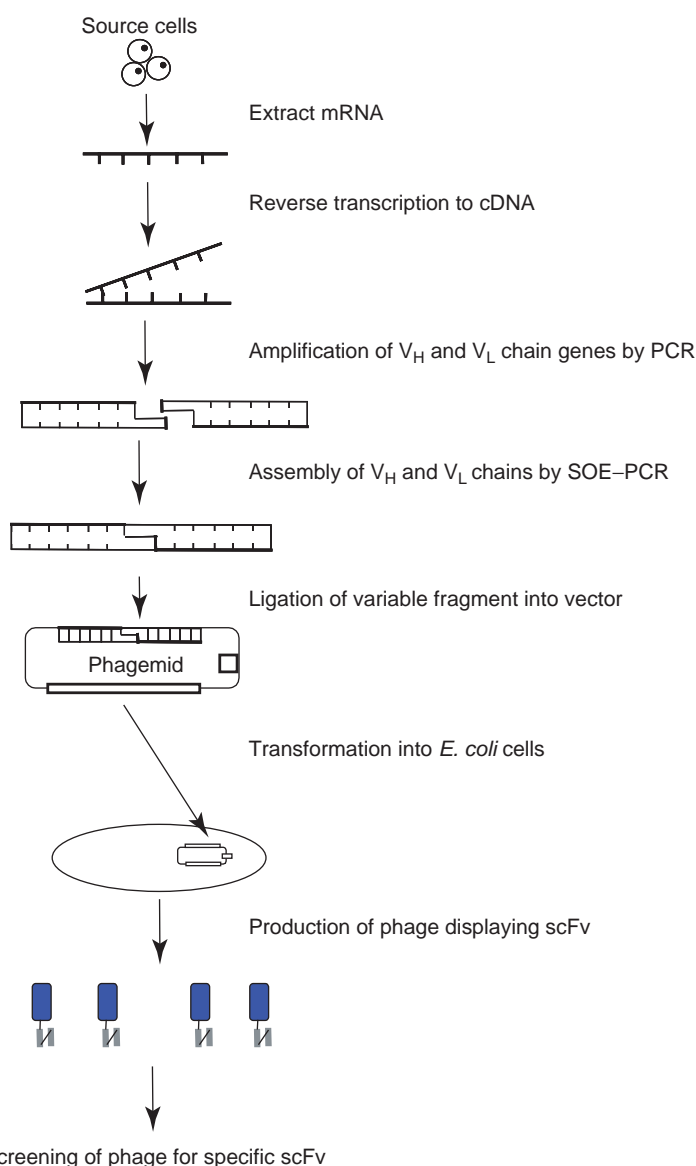 Source cells
Extract mRNA
Reverse transcription to cDNA
Amplification of VH and VL chain genes by PCR
Assembly of VH and VL chains by SOE–PCR
Ligation of variable fragment into vector
Phagemid
Transformation into E. coli cells
Production of phage displaying scFv
creening of phage for specific scFv